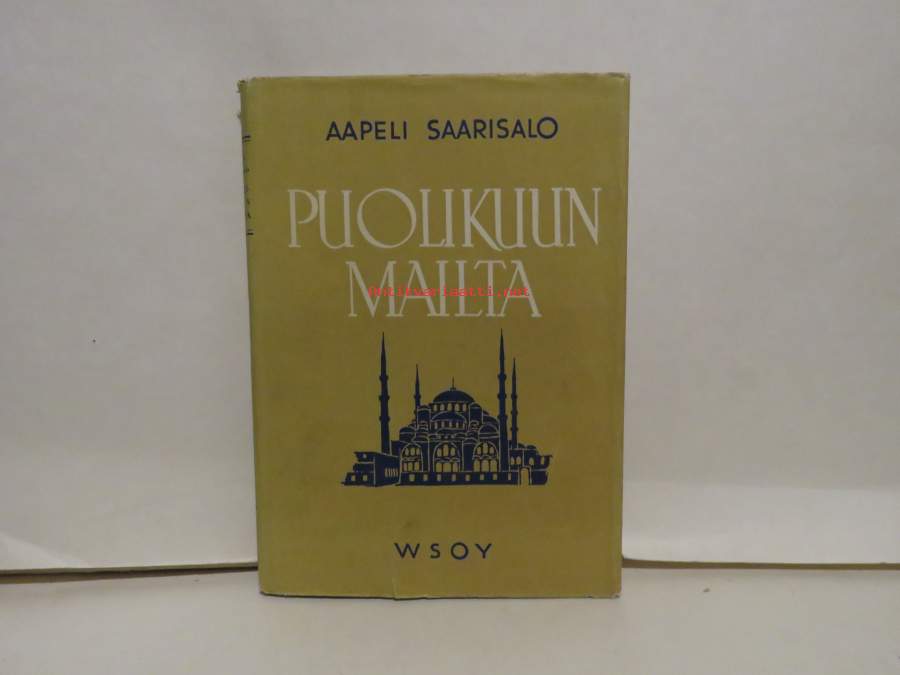 AAPELI SAARISALO
PUOLIKUUN
MAILTA
antikvariaatti.net
WSOY